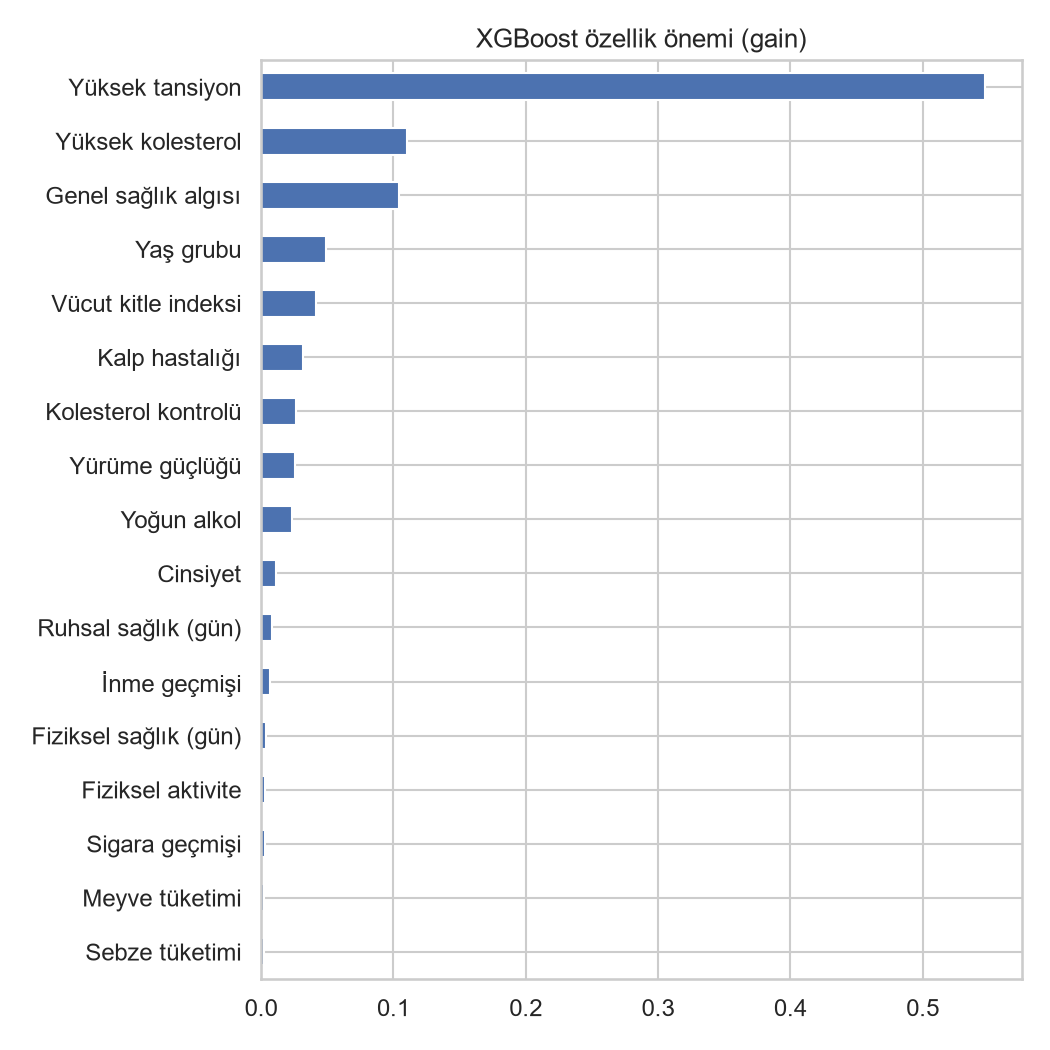 XGBoost özellik önemi (gain)
Yüksek tansiyon
Yüksek kolesterol
Genel sağlık algısı
Yaş grubu
Vücut kitle indeksi
Kalp hastalığı
Kolesterol kontrolü
Yürüme güçlüğü
Yoğun alkol
Cinsiyet
Ruhsal sağlık (gün)
İnme geçmişi
Fiziksel sağlık (gün)
Fiziksel aktivite
Sigara geçmişi
Meyve tüketimi
Sebze tüketimi
0.0 0.1 0.2 0.3 0.4 0.5